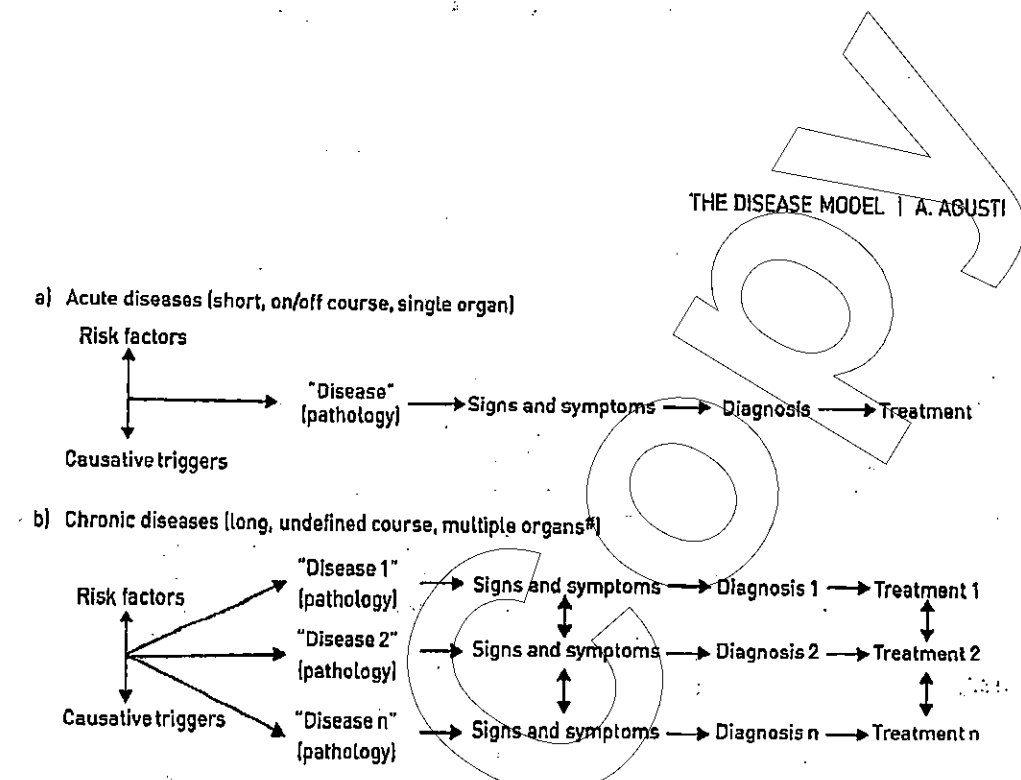 THE DISEASE MODEL | A. AGUSTI
a) Acute diseases (short, on/off course, single organ)
Risk factors
"Disease"
(pathology)
Signs and symptoms
Diagnosis
Treatment
Causative triggers
b) Chronic diseases (long, undefined course, multiple organs#)
Risk factors
Causative triggers
"Disease 1"
(pathology)
Signs and symptoms
Diagnosis 1
Treatment 1
"Disease 2"
(pathology)
Signs and symptoms
Diagnosis 2
Treatment 2
"Disease n"
(pathology)
Signs and symptoms
Diagnosis n
Treatment n
Copy